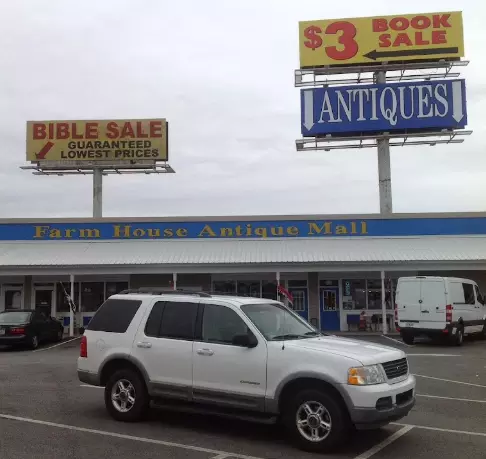 $3 BOOK
SALE
ANTIQUES
BIBLE SALE
GUARANTEED
LOWEST PRICES
Farm House Antique Mall